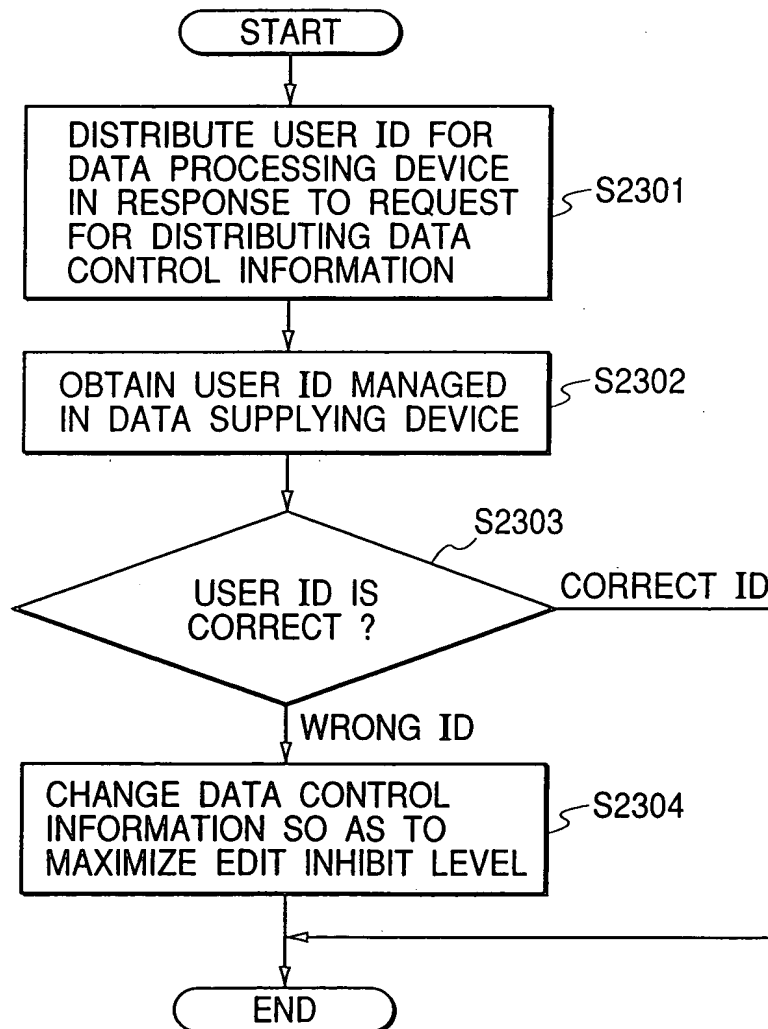 START
DISTRIBUTE USER ID FOR
DATA PROCESSING DEVICE
IN RESPONSE TO REQUEST
FOR DISTRIBUTING DATA
CONTROL INFORMATION
S2301
OBTAIN USER ID MANAGED
IN DATA SUPPLYING DEVICE
S2302
S2303
USER ID IS
CORRECT ?
CORRECT ID
WRONG ID
CHANGE DATA CONTROL
INFORMATION SO AS TO
MAXIMIZE EDIT INHIBIT LEVEL
S2304
END